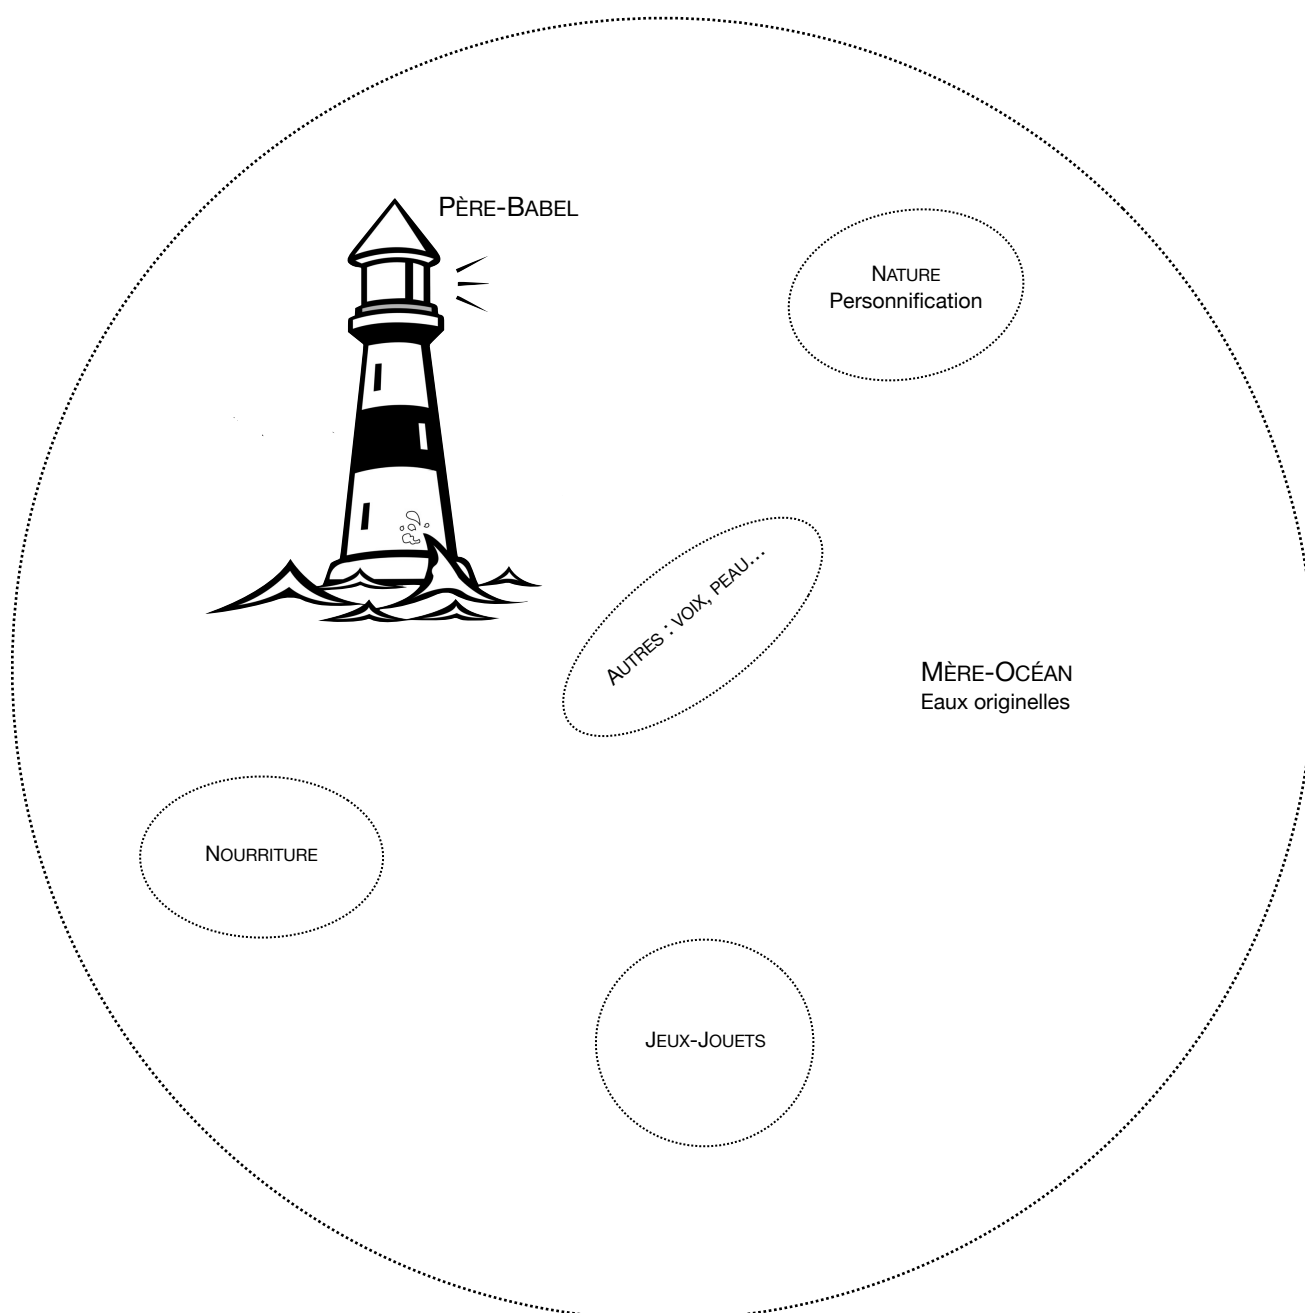 PÈRE-BABEL
NATURE
Personnification
AUTRES : VOIX, PEAU…
MÈRE-OCÉAN
Eaux originelles
NOURRITURE
JEUX-JOUETS